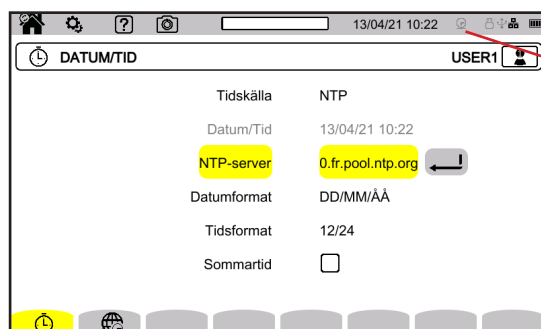 13/04/21 10:22
DATUM/TID USER1
Tidskälla NTP
Datum/Tid 13/04/21 10:22
NTP-server 0.fr.pool.ntp.org
Datumformat DD/MM/ÅÅ
Tidsformat 12/24
Sommartid